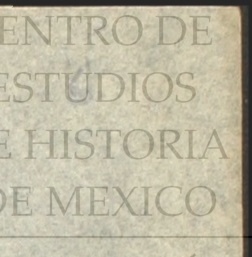 ENTRO DE
ESTUDIOS
E HISTORIA
DE MEXICO